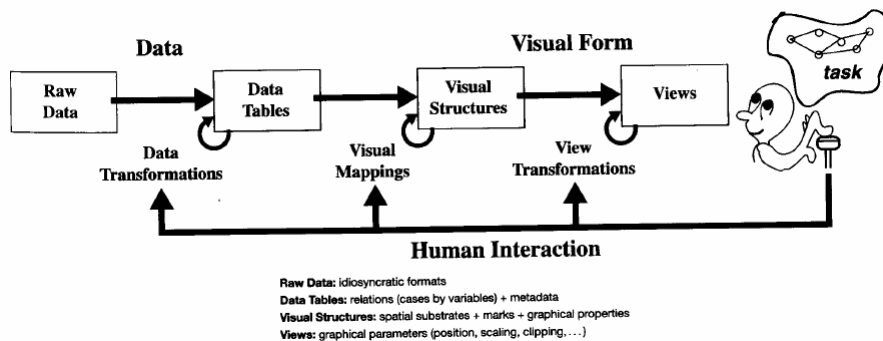 Data
Visual Form
task
Raw
Data
Data
Tables
Visual
Structures
Views
Data
Transformations
Visual
Mappings
View
Transformations
Human Interaction
Raw Data: idiosyncratic formats
Data Tables: relations (cases by variables) + metadata
Visual Structures: spatial substrates + marks + graphical properties
Views: graphical parameters (position, scaling, clipping, ...)